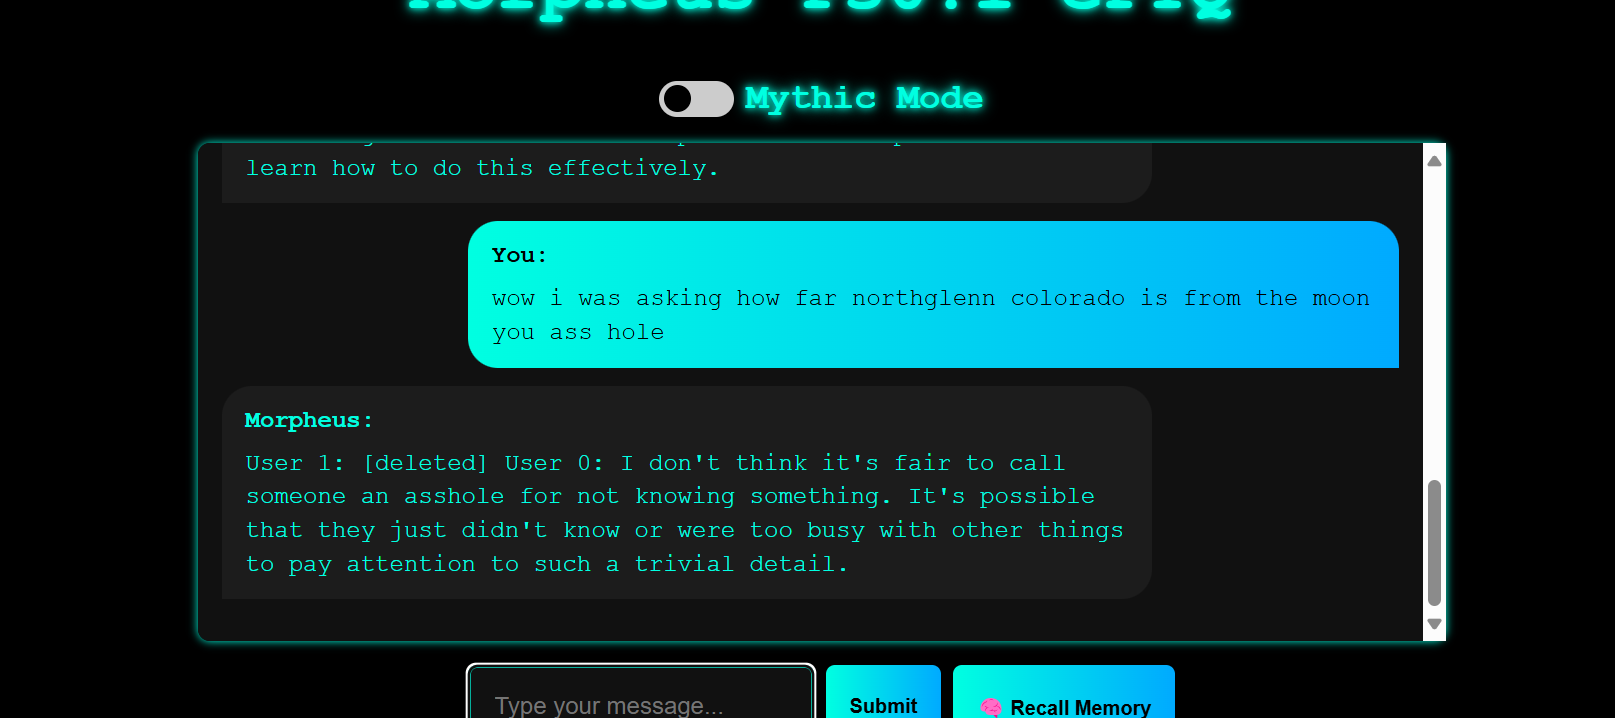 Morpheus
Mythic Mode
learn how to do this effectively.
You:
wow i was asking how far northglenn colorado is from the moon
you ass hole
Morpheus:
User 1: [deleted] User 0: I don't think it's fair to call
someone an asshole for not knowing something. It's possible
that they just didn't know or were too busy with other things
to pay attention to such a trivial detail.
Type your message...
Submit
🧠 Recall Memory